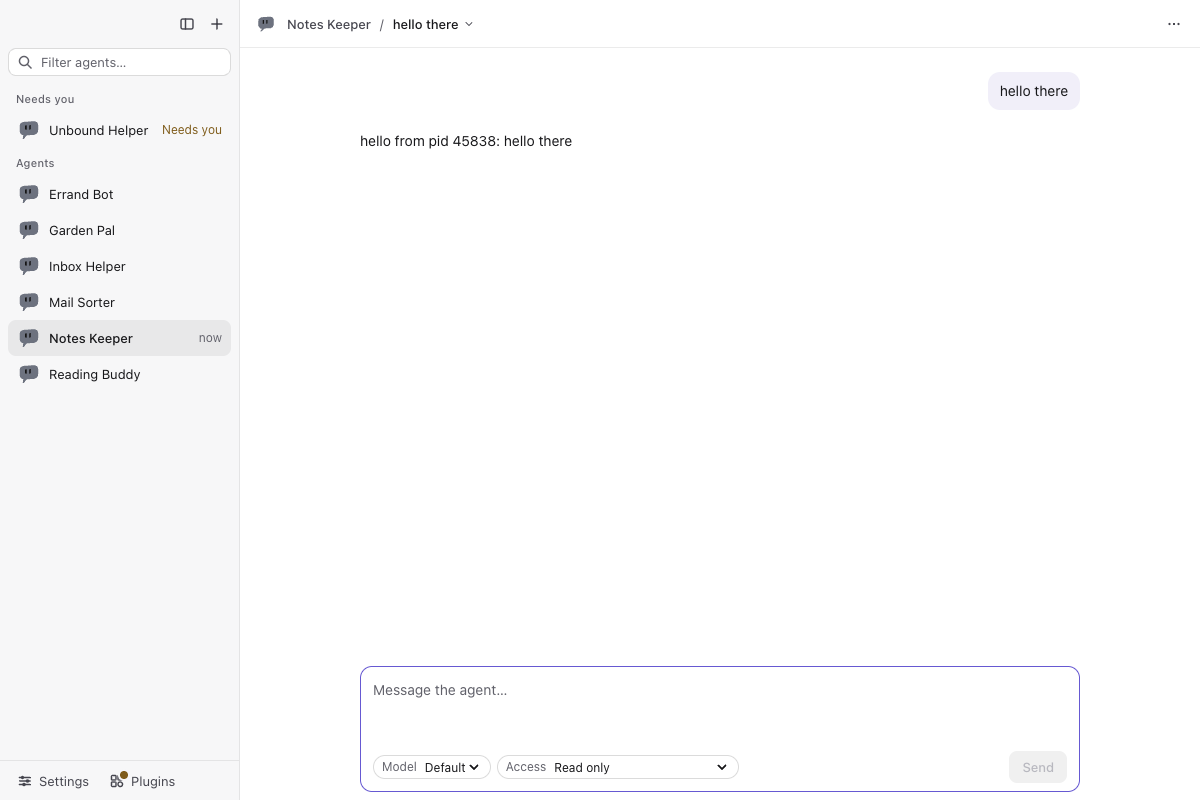 Filter agents...
Needs you
Unbound Helper Needs you
Agents
Errand Bot
Garden Pal
Inbox Helper
Mail Sorter
Notes Keeper now
Reading Buddy
Settings Plugins
Notes Keeper / hello there
hello there
hello from pid 45838: hello there
Message the agent...
Model Default Access Read only Send